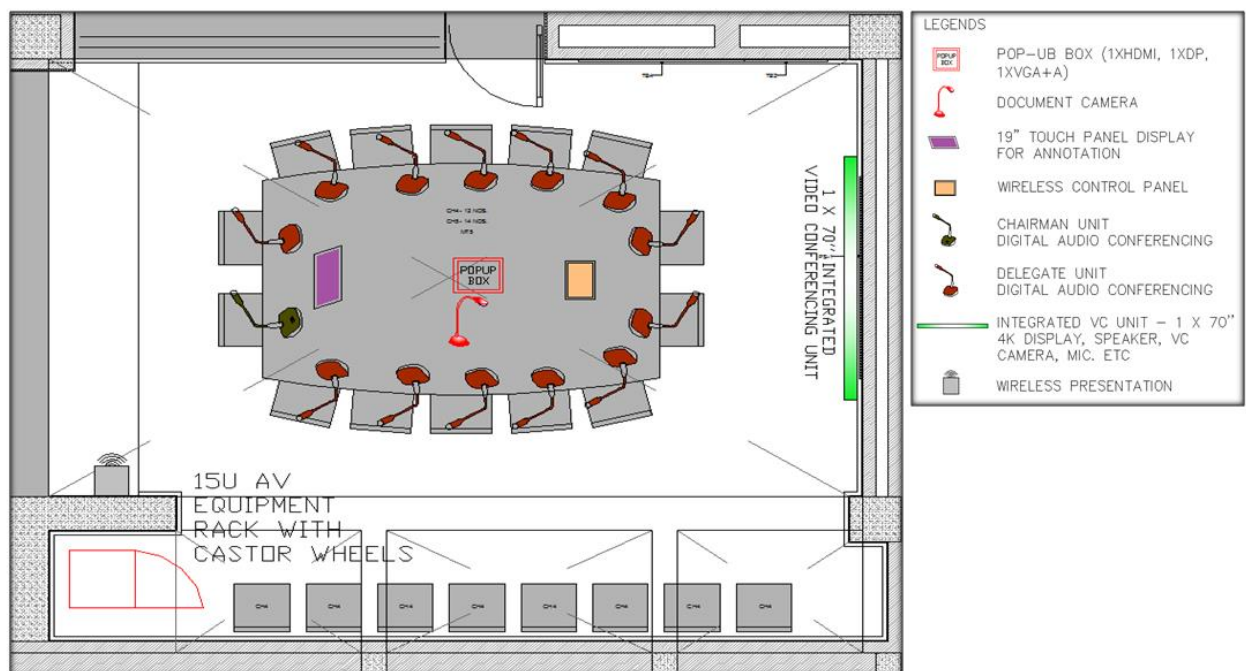 LEGENDS
POPUP
BOX
POP-UB BOX (1XHDMI, 1XDP,
1XVGA+A)
DOCUMENT CAMERA
19" TOUCH PANEL DISPLAY
FOR ANNOTATION
WIRELESS CONTROL PANEL
CHAIRMAN UNIT
DIGITAL AUDIO CONFERENCING
DELEGATE UNIT
DIGITAL AUDIO CONFERENCING
INTEGRATED VC UNIT – 1 X 70"
4K DISPLAY, SPEAKER, VC
CAMERA, MIC. ETC
WIRELESS PRESENTATION
POPUP
BOX
1 X 70" INTEGRATED
VIDEO CONFERENCING UNIT
15U AV
EQUIPMENT
RACK WITH
CASTOR WHEELS